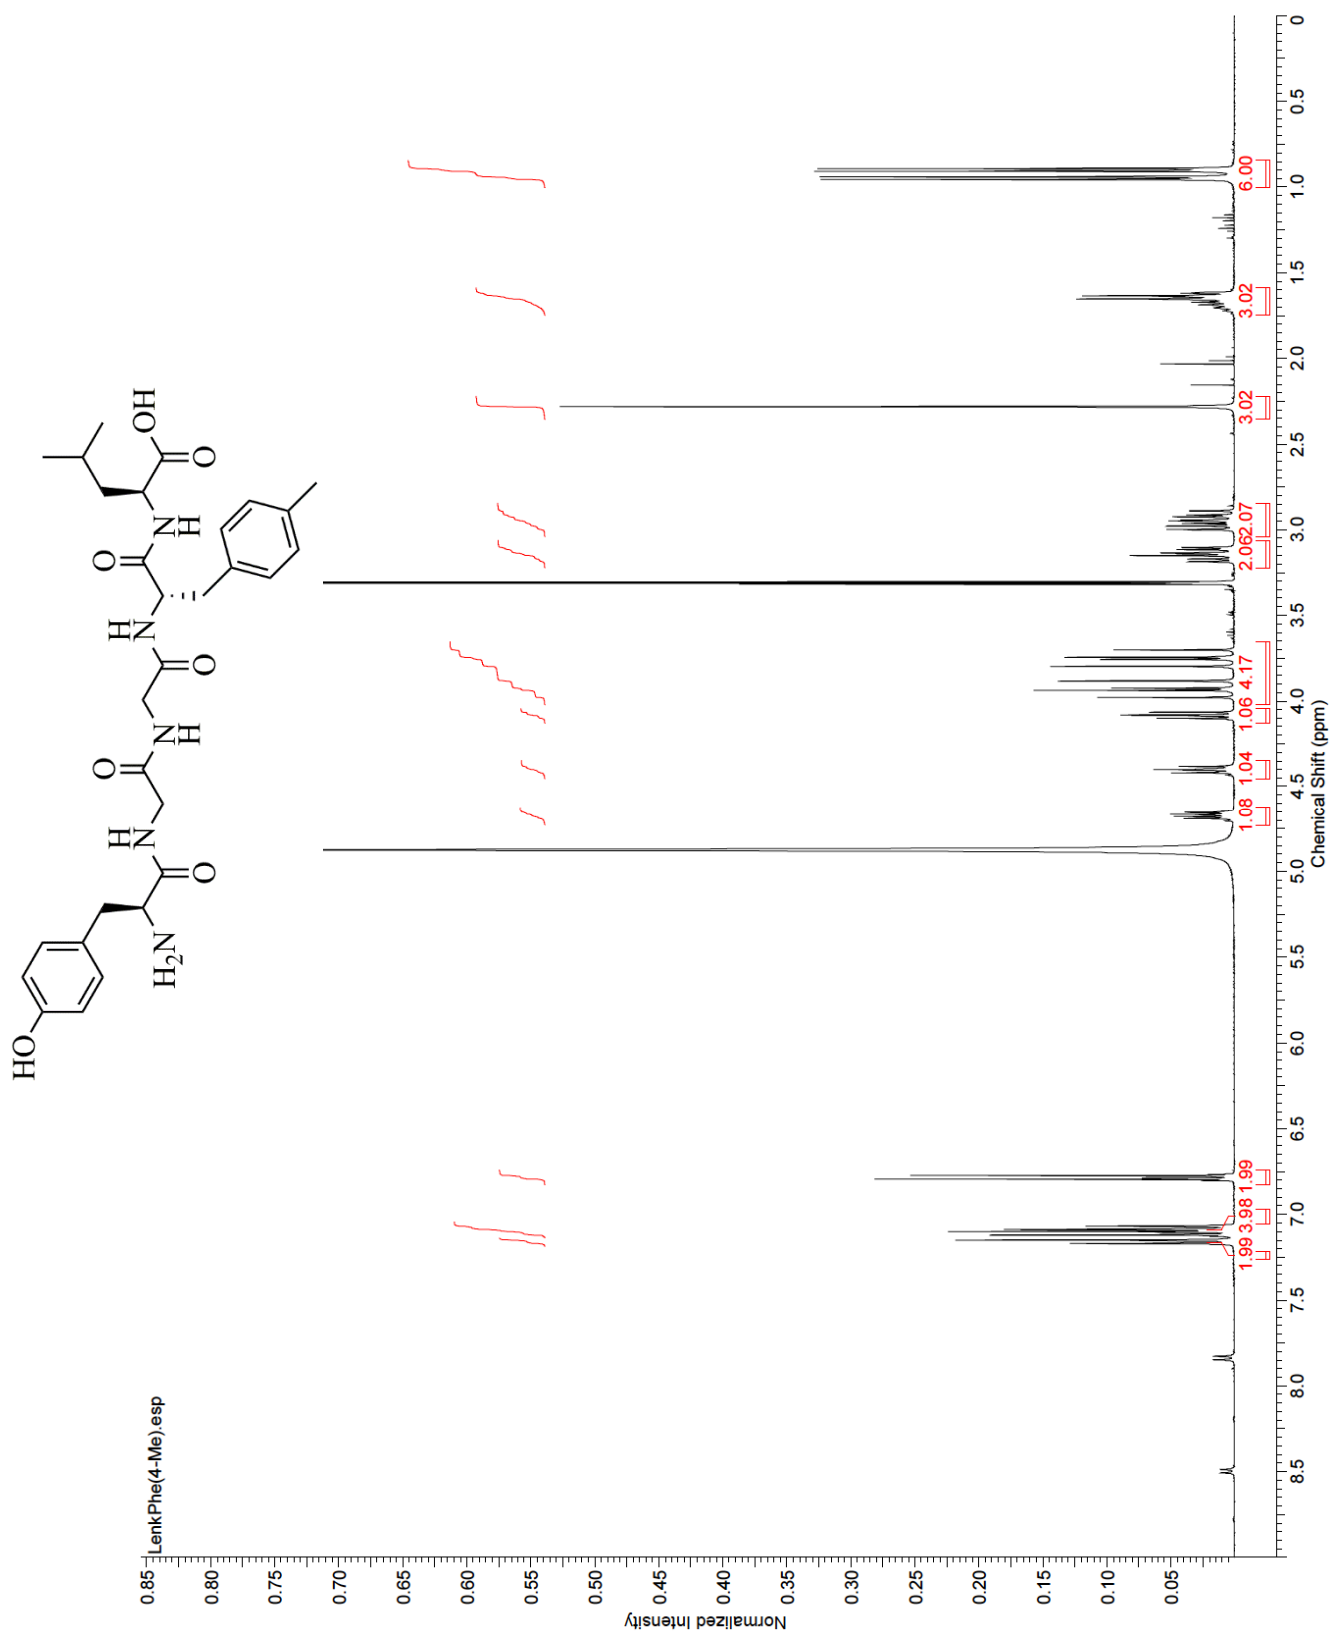 LenkPhe(4-Me).esp
HO
H2N
O
H
N
O
N
H
O
H
N
O
N
H
O
OH
0.85
0.80
0.75
0.70
0.65
0.60
0.55
0.50
0.45
0.40
0.35
0.30
0.25
0.20
0.15
0.10
0.05
Normalized Intensity
1.99 3.98 1.99 1.08 1.04 1.06 4.17 2.06 2.07 3.02 3.02 6.00
8.5 8.0 7.5 7.0 6.5 6.0 5.5 5.0 4.5 4.0 3.5 3.0 2.5 2.0 1.5 1.0 0.5 0
Chemical Shift (ppm)